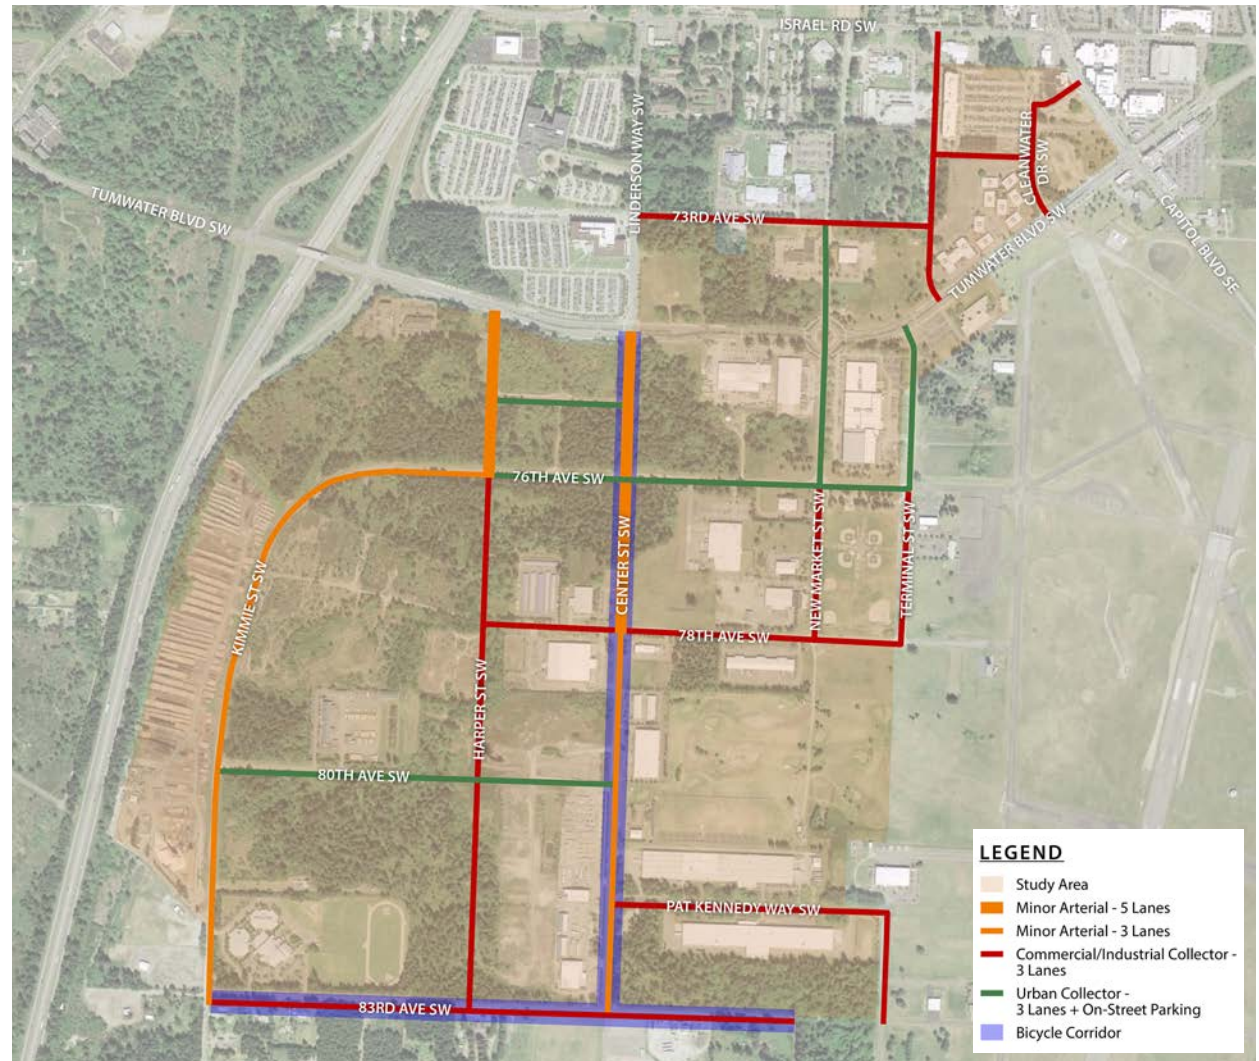 ISRAEL RD SW
LINDERSON WAY SW
CLEANWATER
DR SW
TUMWATER BLVD SW
73RD AVE SW
CAPITOL BLVD SE
TUMWATER BLVD SW
76TH AVE SW
CENTER ST SW
NEW MARKET ST SW
TERMINAL ST SW
KIMMIE ST SW
78TH AVE SW
HARPER ST SW
80TH AVE SW
PAT KENNEDY WAY SW
83RD AVE SW
LEGEND
Study Area
Minor Arterial - 5 Lanes
Minor Arterial - 3 Lanes
Commercial/Industrial Collector -
3 Lanes
Urban Collector -
3 Lanes + On-Street Parking
Bicycle Corridor